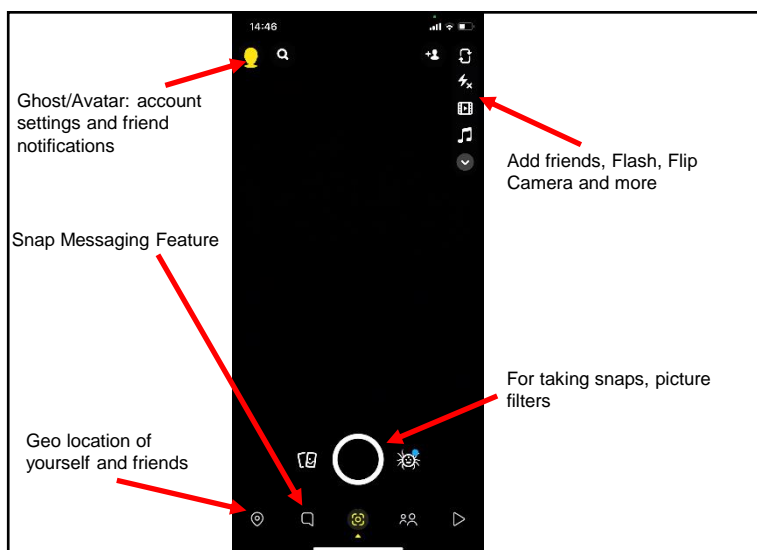 14:46
Ghost/Avatar: account
settings and friend
notifications
Add friends, Flash, Flip
Camera and more
Snap Messaging Feature
For taking snaps, picture
filters
Geo location of
yourself and friends